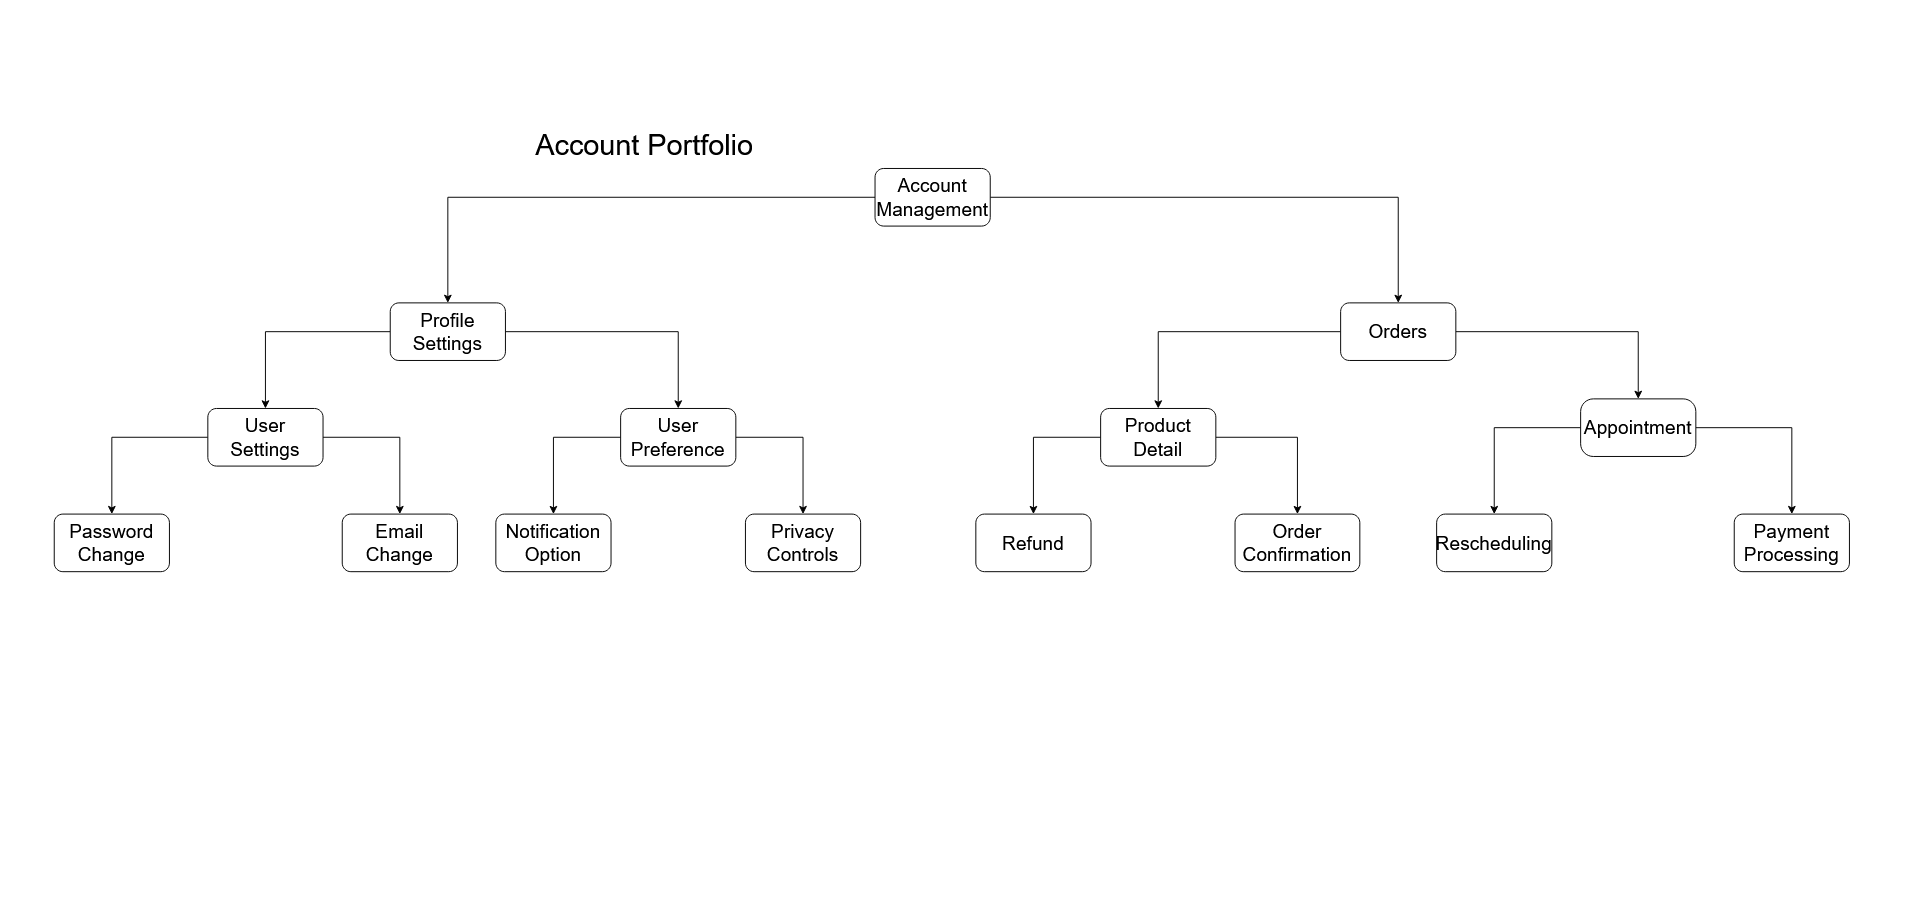 Account Portfolio
Account
Management
Profile
Settings
Orders
User
Settings
User
Preference
Product
Detail
Appointment
Password
Change
Email
Change
Notification
Option
Privacy
Controls
Refund
Order
Confirmation
Rescheduling
Payment
Processing